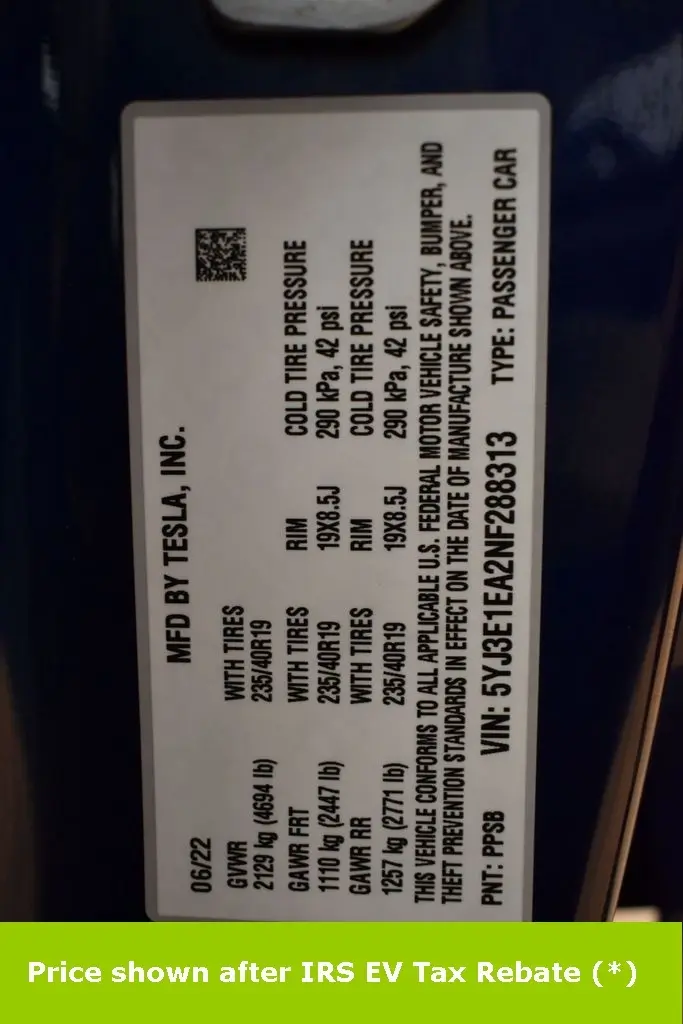 MFD BY TESLA, INC.
06/22
GVWR WITH TIRES
2129 kg (4694 lb) 235/40R19
GAWR FRT WITH TIRES RIM COLD TIRE PRESSURE
1110 kg (2447 lb) 235/40R19 19X8.5J 290 kPa, 42 psi
GAWR RR WITH TIRES RIM COLD TIRE PRESSURE
1257 kg (2771 lb) 235/40R19 19X8.5J 290 kPa, 42 psi
THIS VEHICLE CONFORMS TO ALL APPLICABLE U.S. FEDERAL MOTOR VEHICLE SAFETY, BUMPER, AND
THEFT PREVENTION STANDARDS IN EFFECT ON THE DATE OF MANUFACTURE SHOWN ABOVE.
PNT: PPSB VIN: 5YJ3E1EA2NF288313 TYPE: PASSENGER CAR
Price shown after IRS EV Tax Rebate (*)